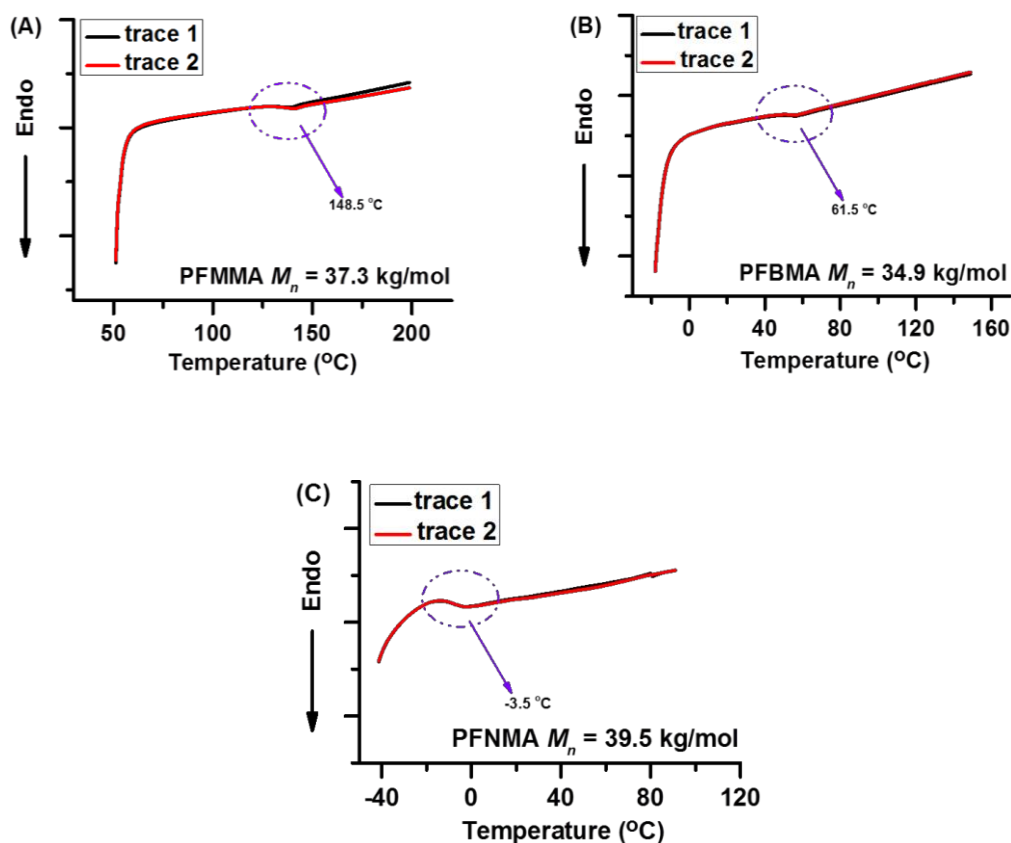 (A)
trace 1
trace 2
Endo
148.5 °C
PFMMA Mn = 37.3 kg/mol
50 100 150 200
Temperature (°C)
(B)
trace 1
trace 2
Endo
61.5 °C
PFBMA Mn = 34.9 kg/mol
0 40 80 120 160
Temperature (°C)
(C)
trace 1
trace 2
Endo
-3.5 °C
PFNMA Mn = 39.5 kg/mol
-40 0 40 80 120
Temperature (°C)